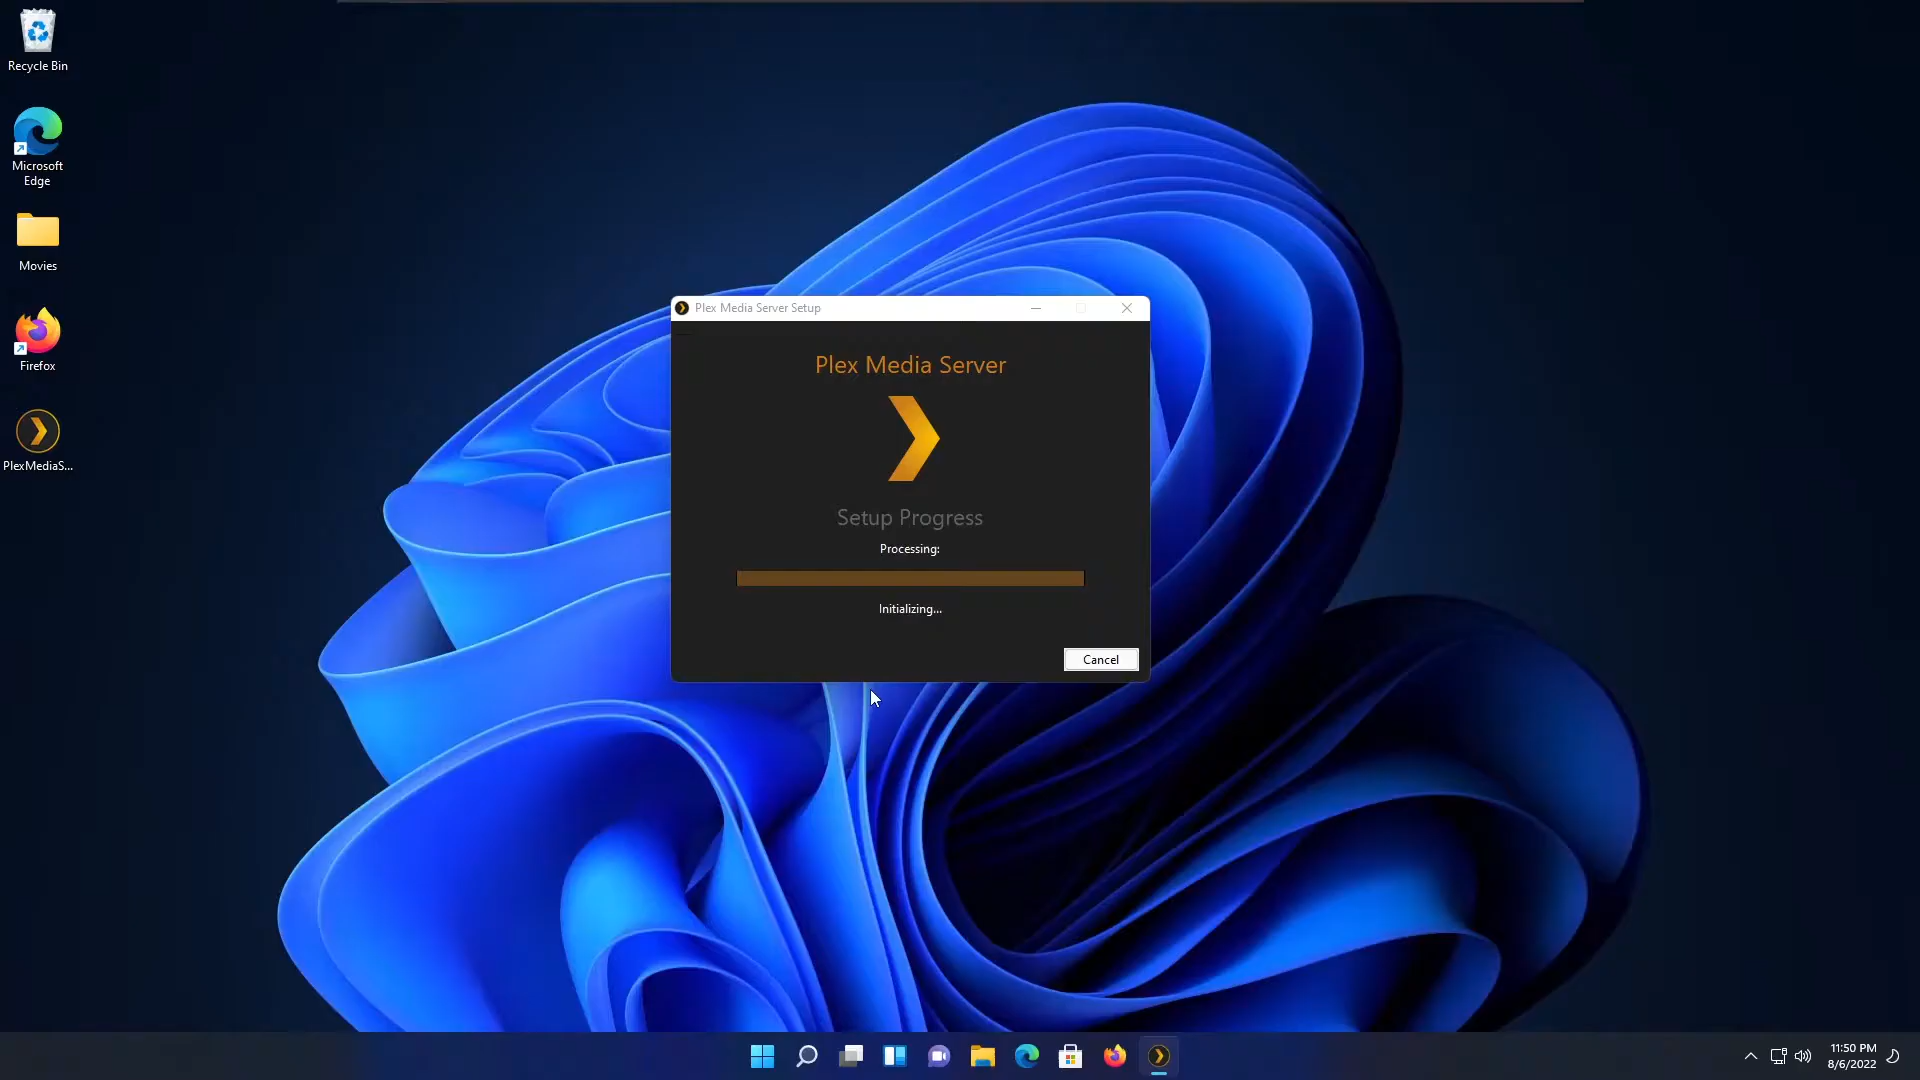 Recycle Bin
Microsoft
Edge
Movies
Firefox
PlexMediaS...
Plex Media Server Setup
Plex Media Server
Setup Progress
Processing:
Initializing...
Cancel
11:50 PM
8/6/2022